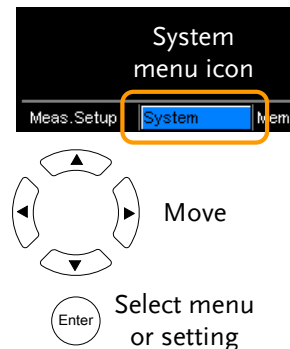 System
menu icon
Meas.Setup System Mem
Move
Enter Select menu
or setting